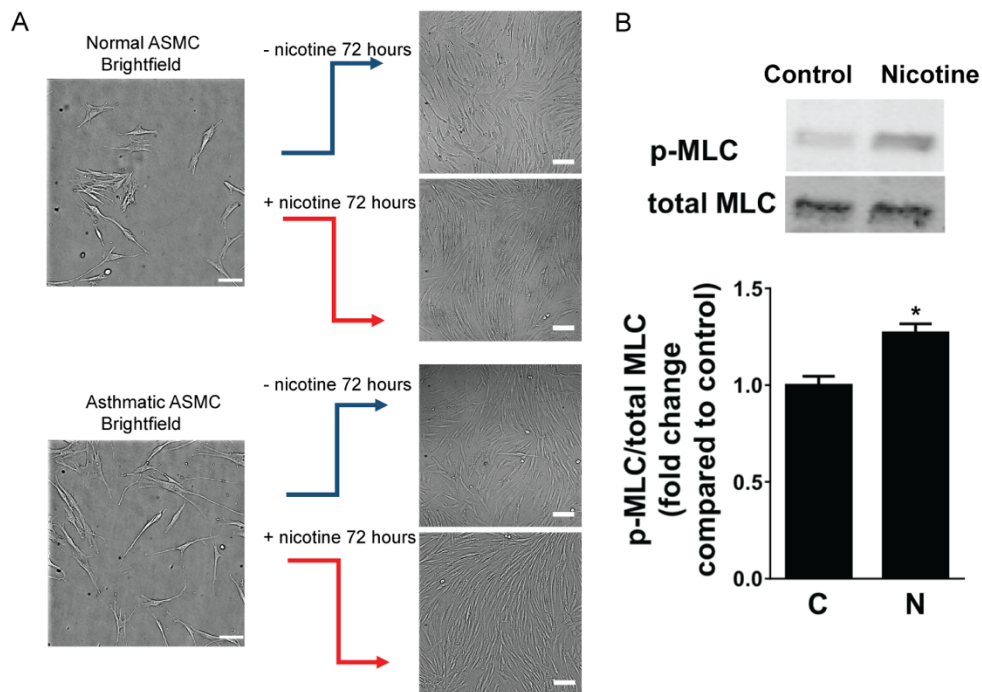 A
Normal ASMC
Brightfield
- nicotine 72 hours
+ nicotine 72 hours
Asthmatic ASMC
Brightfield
- nicotine 72 hours
+ nicotine 72 hours
B
Control Nicotine
p-MLC
total MLC
p-MLC/total MLC
(fold change
compared to control)
1.5
*
1.0
0.5
0.0
C N